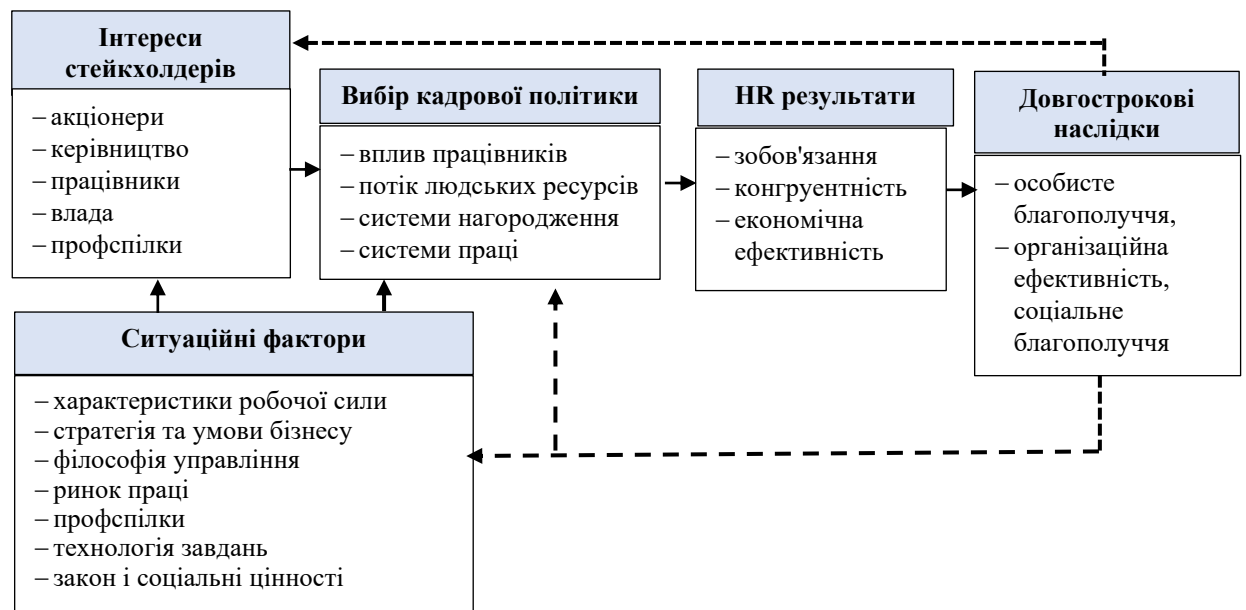 Інтереси
стейкхолдерів
– акціонери
– керівництво
– працівники
– влада
– профспілки
Вибір кадрової політики
– вплив працівників
– потік людських ресурсів
– системи нагородження
– системи праці
HR результати
– зобов'язання
– конгруентність
– економічна
ефективність
Довгострокові
наслідки
– особисте
благополуччя,
– організаційна
ефективність,
соціальне
благополуччя
Ситуаційні фактори
– характеристики робочої сили
– стратегія та умови бізнесу
– філософія управління
– ринок праці
– профспілки
– технологія завдань
– закон і соціальні цінності